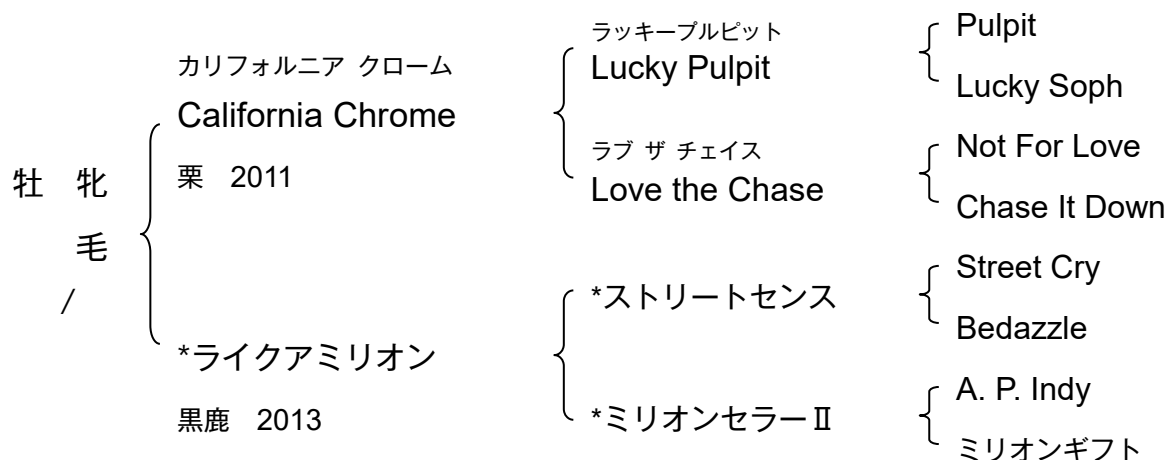 牡 牝
毛
/
カリフォルニア クローム
California Chrome
栗 2011
*ライクアミリオン
黒鹿 2013
ラッキープルピット
Lucky Pulpit
ラブ ザ チェイス
Love the Chase
*ストリートセンス
*ミリオンセラーⅡ
Pulpit
Lucky Soph
Not For Love
Chase It Down
Street Cry
Bedazzle
A. P. Indy
ミリオンギフト